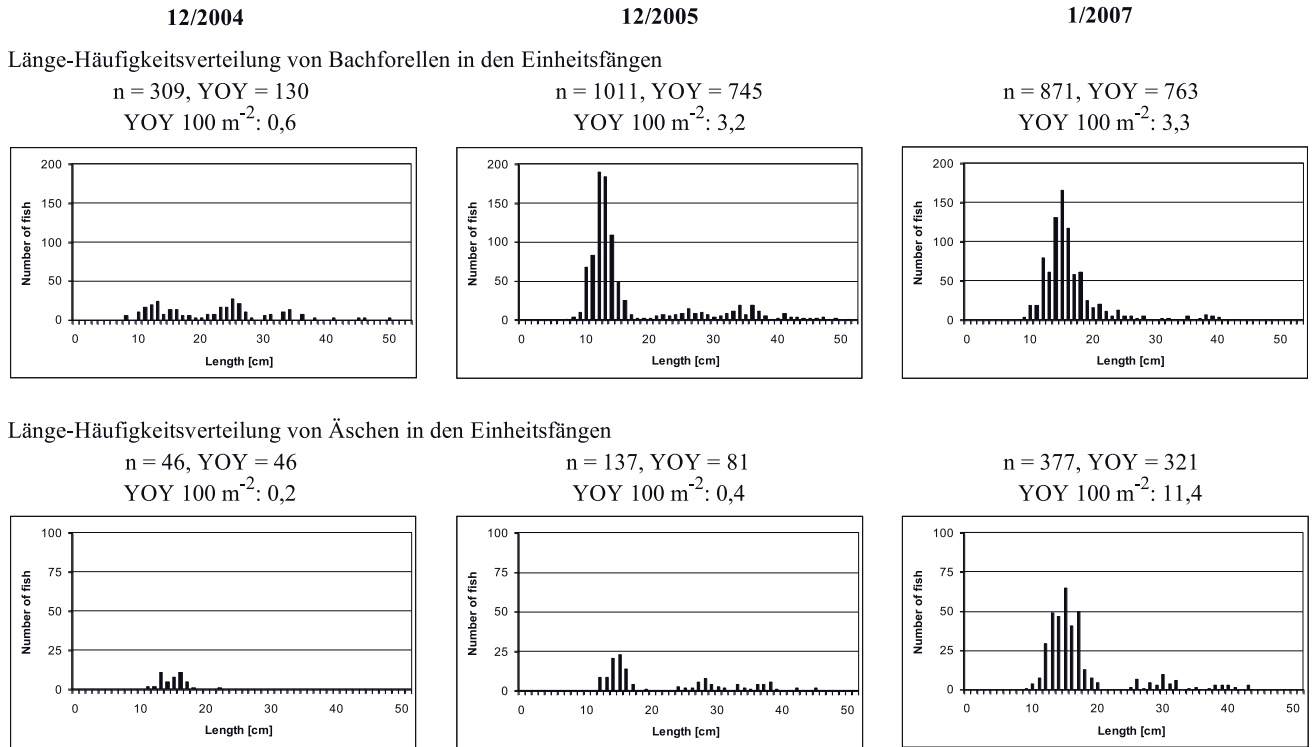 12/2004 12/2005 1/2007
Länge-Häufigkeitsverteilung von Bachforellen in den Einheitsfängen
n = 309, YOY = 130 n = 1011, YOY = 745 n = 871, YOY = 763
YOY 100 m⁻²: 0,6 YOY 100 m⁻²: 3,2 YOY 100 m⁻²: 3,3
200 200 200
150 150 150
100 100 100
50 50 50
0 0 0
Number of fish Number of fish Number of fish
0 10 20 30 40 50 0 10 20 30 40 50 0 10 20 30 40 50
Length [cm] Length [cm] Length [cm]
Länge-Häufigkeitsverteilung von Äschen in den Einheitsfängen
n = 46, YOY = 46 n = 137, YOY = 81 n = 377, YOY = 321
YOY 100 m⁻²: 0,2 YOY 100 m⁻²: 0,4 YOY 100 m⁻²: 11,4
100 100 100
75 75 75
50 50 50
25 25 25
0 0 0
Number of fish Number of fish Number of fish
0 10 20 30 40 50 0 10 20 30 40 50 0 10 20 30 40 50
Length [cm] Length [cm] Length [cm]